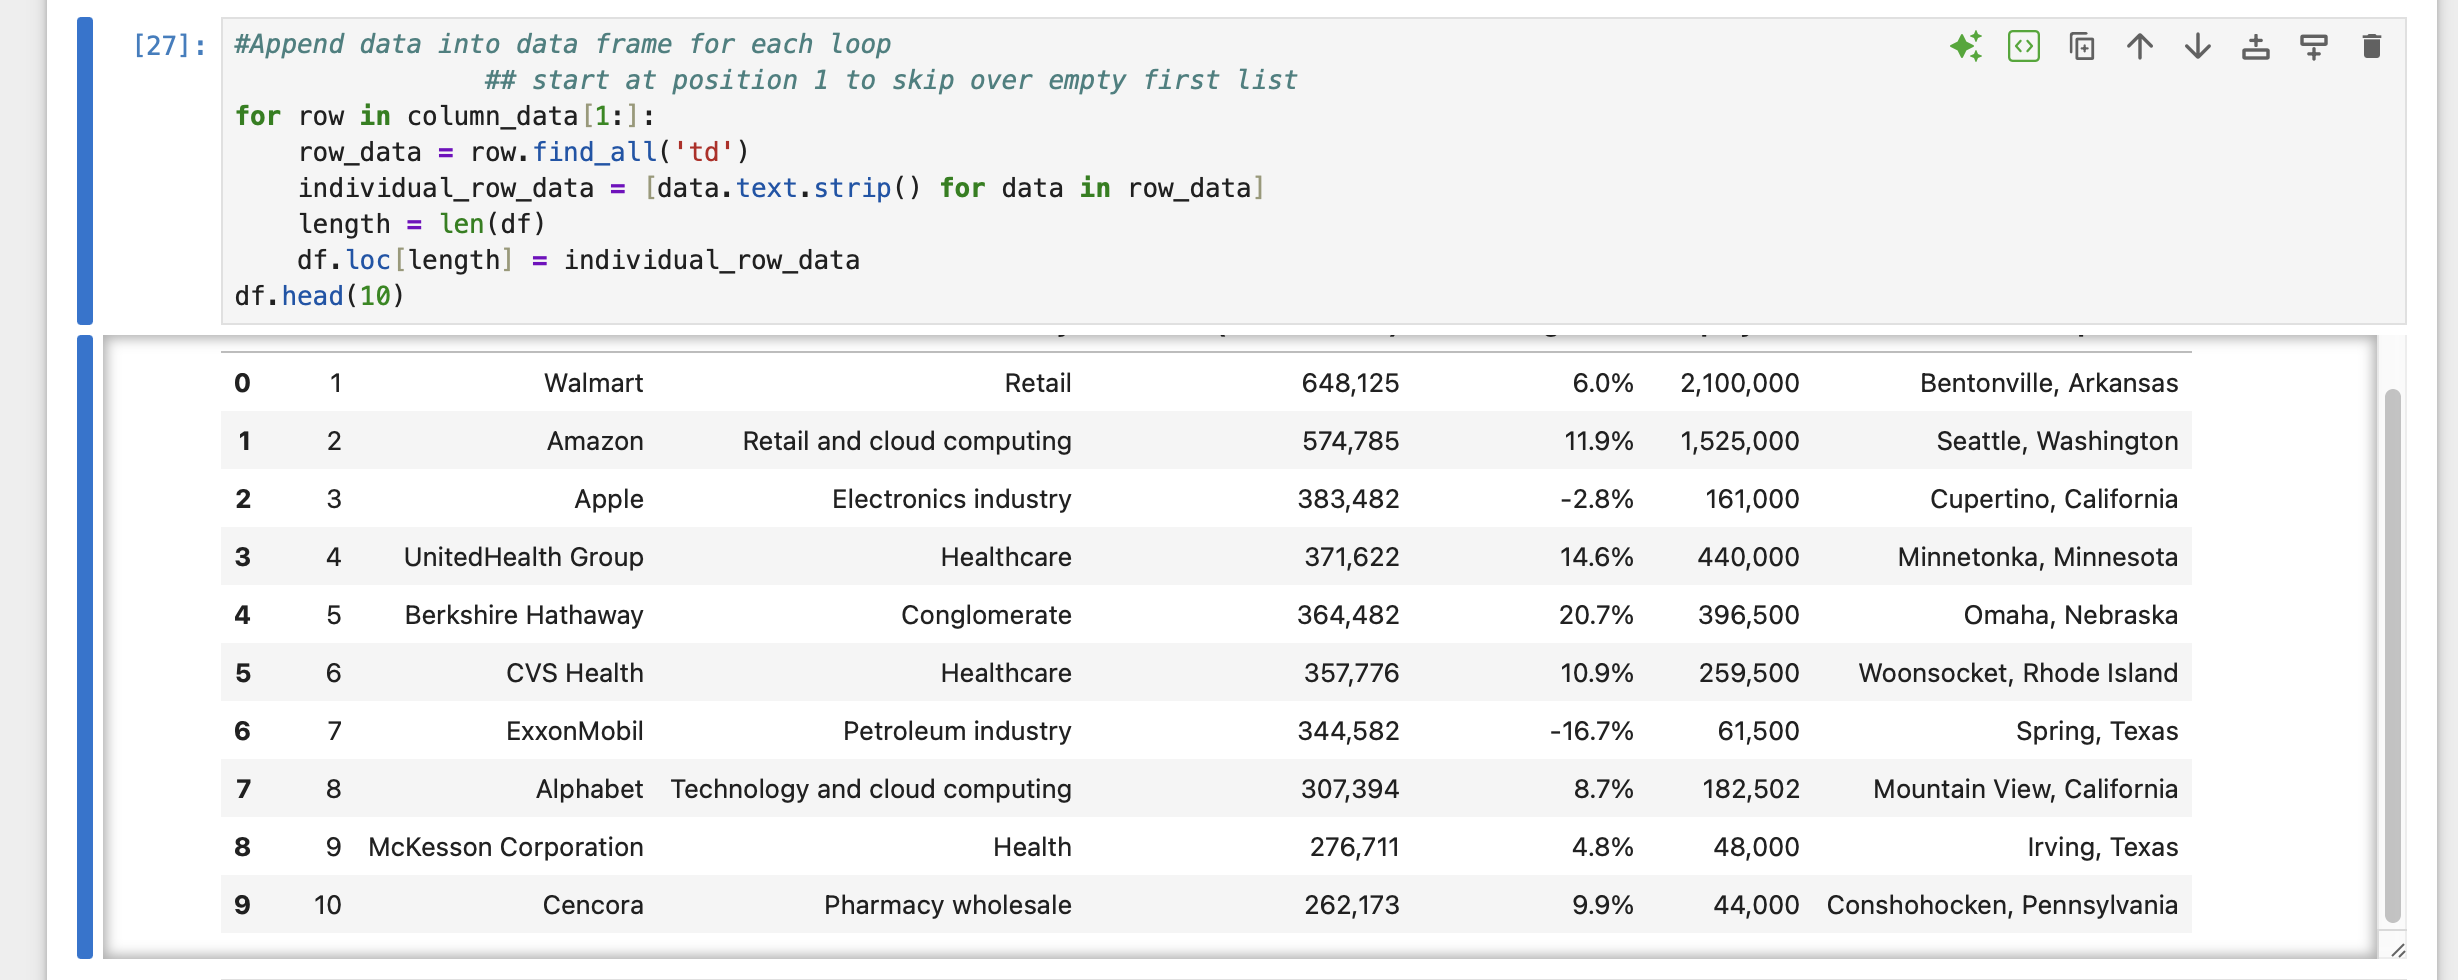 [27]:
#Append data into data frame for each loop
## start at position 1 to skip over empty first list
for row in column_data[1:]:
    row_data = row.find_all('td')
    individual_row_data = [data.text.strip() for data in row_data]
    length = len(df)
    df.loc[length] = individual_row_data
df.head(10)
0 1 Walmart Retail 648,125 6.0% 2,100,000 Bentonville, Arkansas
1 2 Amazon Retail and cloud computing 574,785 11.9% 1,525,000 Seattle, Washington
2 3 Apple Electronics industry 383,482 -2.8% 161,000 Cupertino, California
3 4 UnitedHealth Group Healthcare 371,622 14.6% 440,000 Minnetonka, Minnesota
4 5 Berkshire Hathaway Conglomerate 364,482 20.7% 396,500 Omaha, Nebraska
5 6 CVS Health Healthcare 357,776 10.9% 259,500 Woonsocket, Rhode Island
6 7 ExxonMobil Petroleum industry 344,582 -16.7% 61,500 Spring, Texas
7 8 Alphabet Technology and cloud computing 307,394 8.7% 182,502 Mountain View, California
8 9 McKesson Corporation Health 276,711 4.8% 48,000 Irving, Texas
9 10 Cencora Pharmacy wholesale 262,173 9.9% 44,000 Conshohocken, Pennsylvania